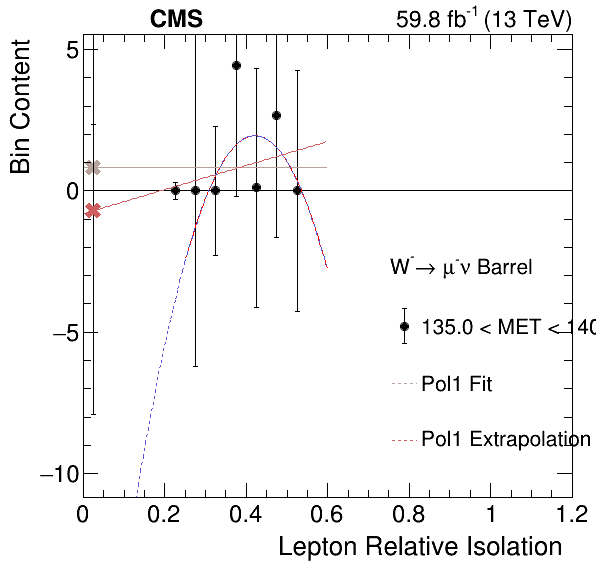 CMS 59.8 fb⁻¹ (13 TeV)
Bin Content
5
0
−5
−10
W⁻→ μ⁻ν Barrel
135.0 < MET < 140
Pol1 Fit
Pol1 Extrapolation
0 0.2 0.4 0.6 0.8 1 1.2
Lepton Relative Isolation